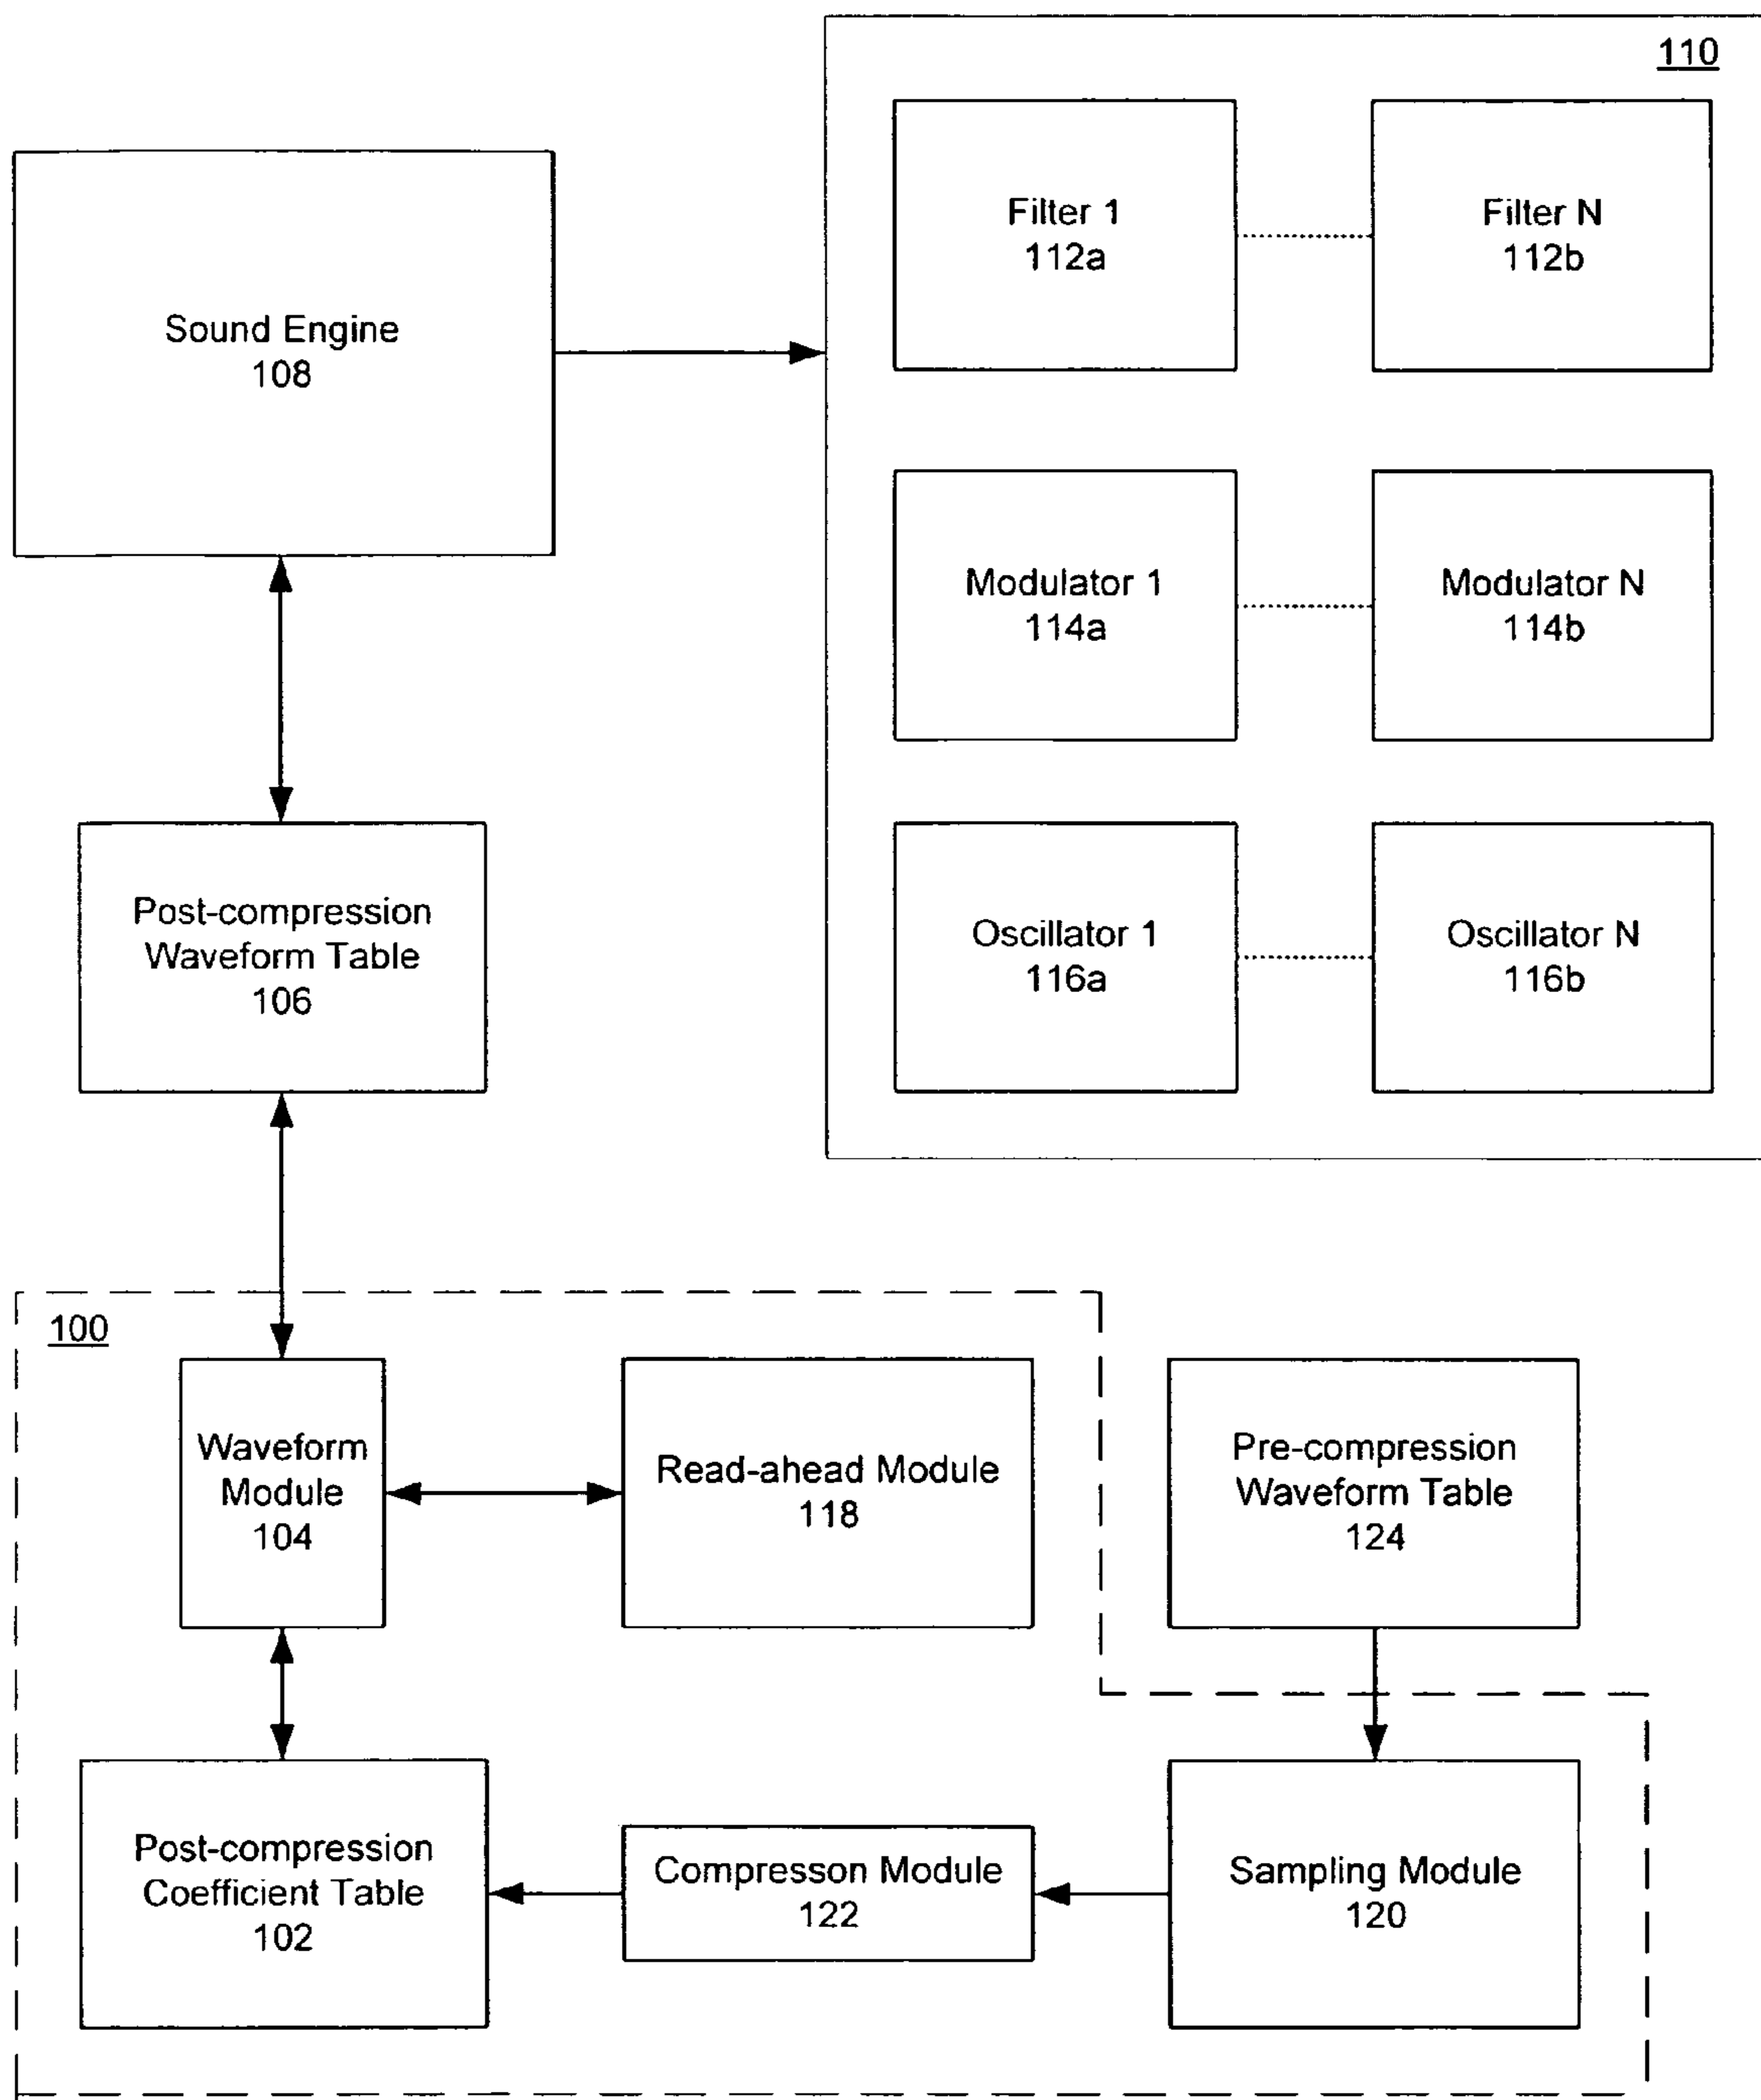 110
Filter 1
112a
Filter N
112b
Sound Engine
108
Modulator 1
114a
Modulator N
114b
Post-compression
Waveform Table
106
Oscillator 1
116a
Oscillator N
116b
100
Waveform
Module
104
Read-ahead Module
118
Pre-compression
Waveform Table
124
Post-compression
Coefficient Table
102
Compresson Module
122
Sampling Module
120